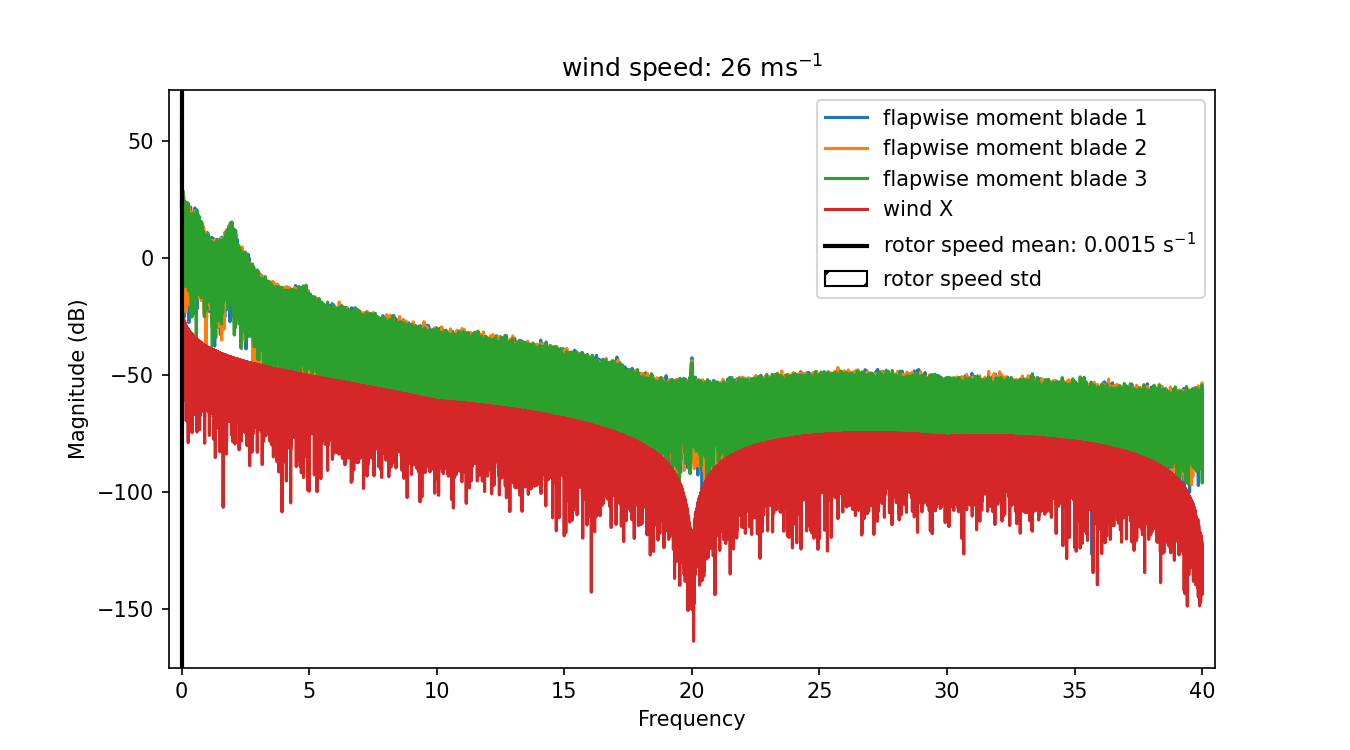 wind speed: 26 ms⁻¹
flapwise moment blade 1
flapwise moment blade 2
flapwise moment blade 3
wind X
rotor speed mean: 0.0015 s⁻¹
rotor speed std
Magnitude (dB)
50
0
−50
−100
−150
0 5 10 15 20 25 30 35 40
Frequency